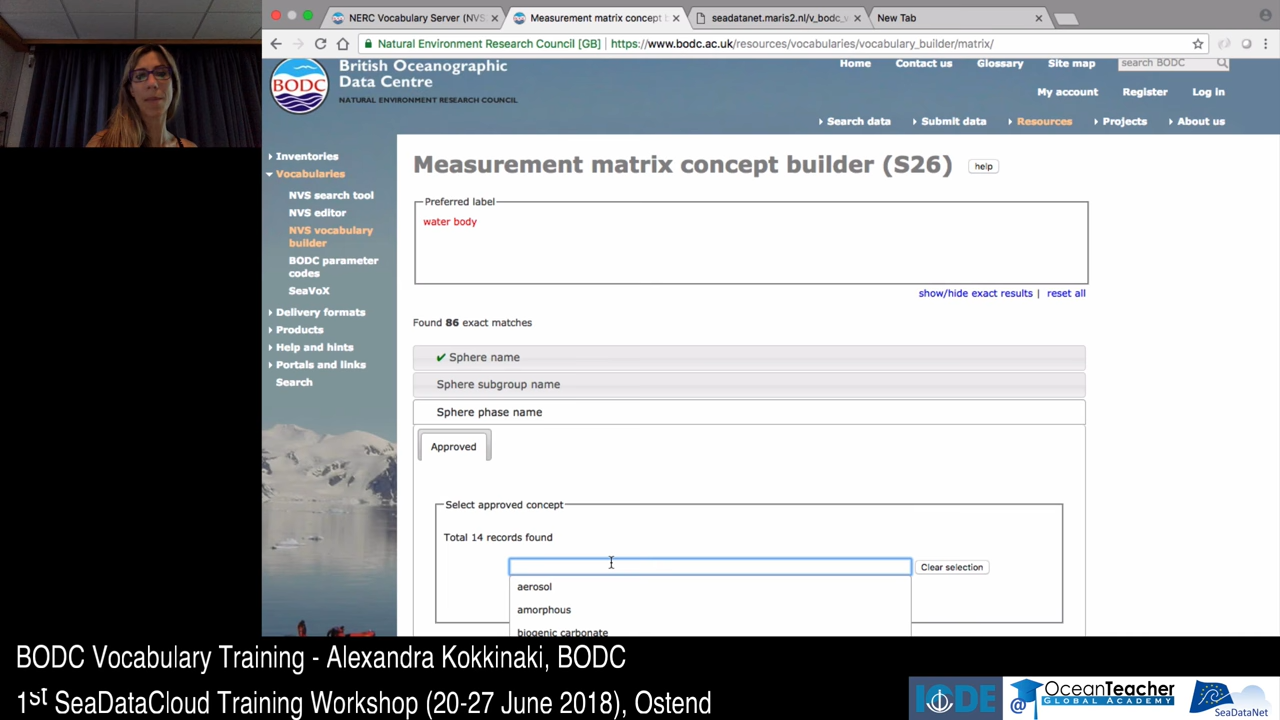 NERC Vocabulary Server (NVS
Measurement matrix concept b
seadatanet.maris2.nl/v_bodc_v
New Tab
Natural Environment Research Council [GB] https://www.bodc.ac.uk/resources/vocabularies/vocabulary_builder/matrix/
BODC
British Oceanographic
Data Centre
NATURAL ENVIRONMENT RESEARCH COUNCIL
Home Contact us Glossary Site map search BODC
My account Register Log in
Search data Submit data Resources Projects About us
Inventories
Vocabularies
NVS search tool
NVS editor
NVS vocabulary
builder
BODC parameter
codes
SeaVoX
Delivery formats
Products
Help and hints
Portals and links
Search
Measurement matrix concept builder (S26) help
Preferred label
water body
show/hide exact results | reset all
Found 86 exact matches
✔ Sphere name
Sphere subgroup name
Sphere phase name
Approved
Select approved concept
Total 14 records found
Clear selection
aerosol
amorphous
biogenic carbonate
BODC Vocabulary Training - Alexandra Kokkinaki, BODC
1st SeaDataCloud Training Workshop (20-27 June 2018), Ostend
IODE
@ OceanTeacher
GLOBAL ACADEMY
SeaDataNet